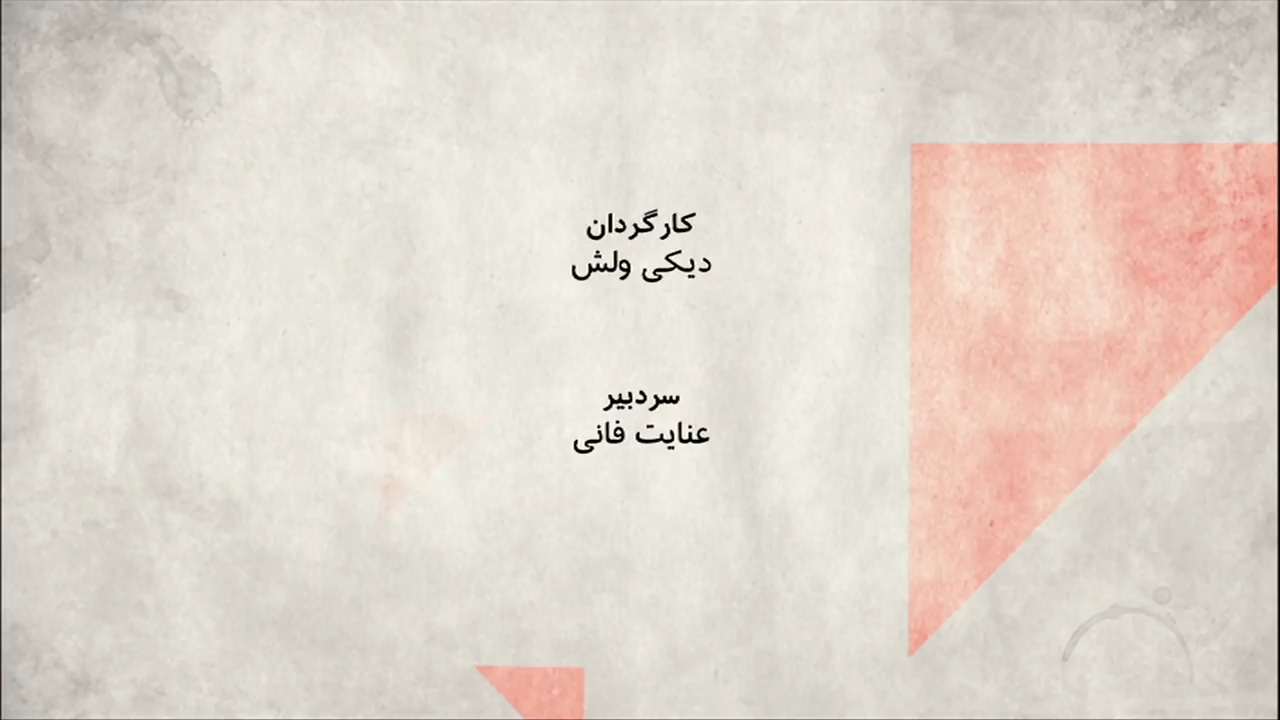 کارگردان
دیکی ولش
سردبیر
عنایت فانی